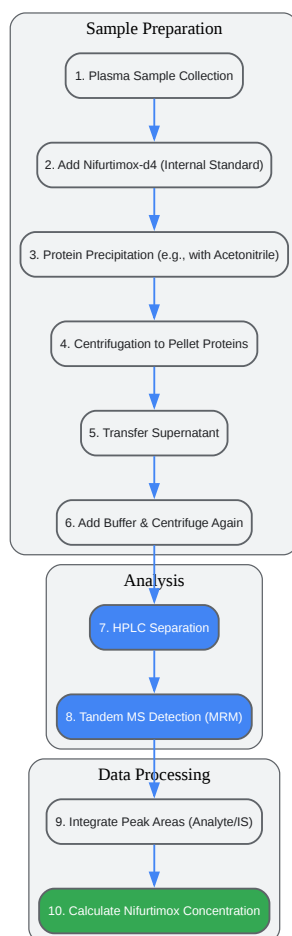 Sample Preparation
1. Plasma Sample Collection
2. Add Nifurtimox-d4 (Internal Standard)
3. Protein Precipitation (e.g., with Acetonitrile)
4. Centrifugation to Pellet Proteins
5. Transfer Supernatant
6. Add Buffer & Centrifuge Again
Analysis
7. HPLC Separation
8. Tandem MS Detection (MRM)
Data Processing
9. Integrate Peak Areas (Analyte/IS)
10. Calculate Nifurtimox Concentration